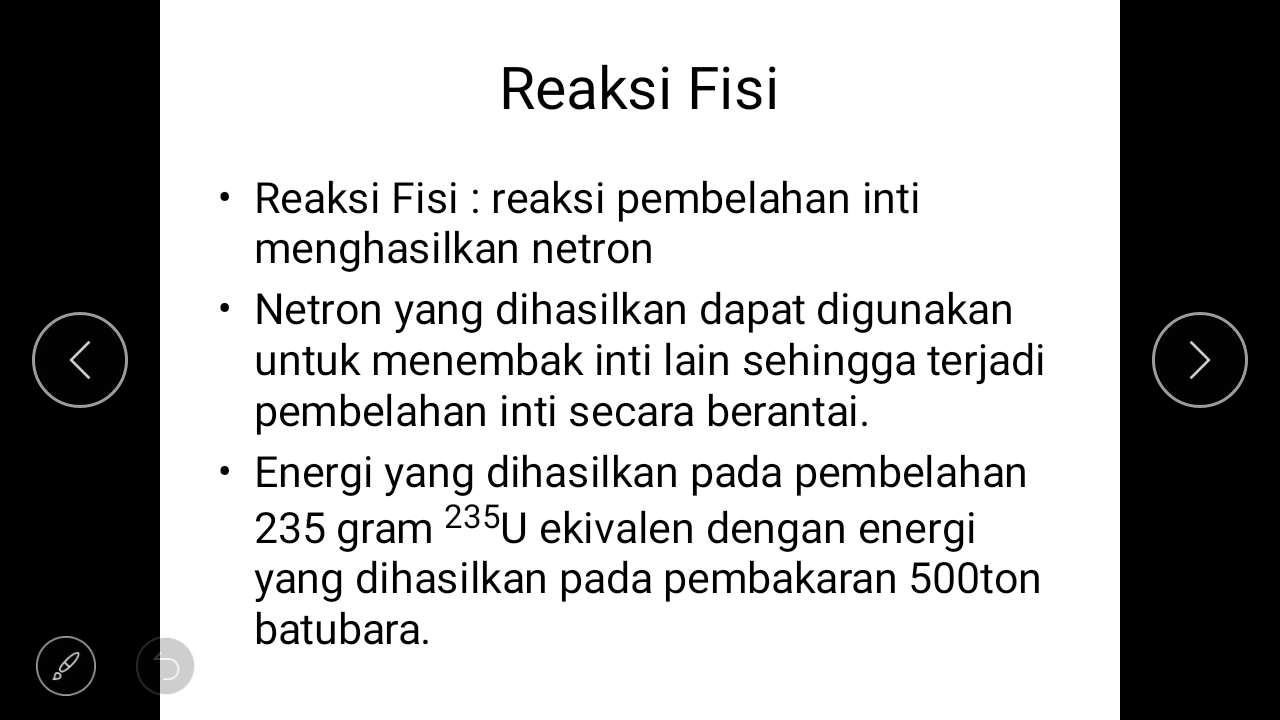 Reaksi Fisi
• Reaksi Fisi : reaksi pembelahan inti
menghasilkan netron
• Netron yang dihasilkan dapat digunakan
untuk menembak inti lain sehingga terjadi
pembelahan inti secara berantai.
• Energi yang dihasilkan pada pembelahan
235 gram ²³⁵U ekivalen dengan energi
yang dihasilkan pada pembakaran 500ton
batubara.